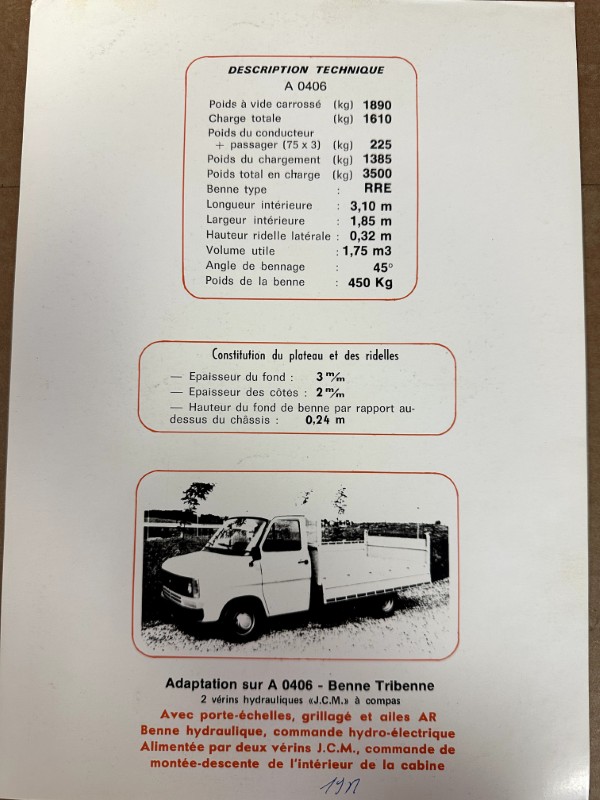 DESCRIPTION TECHNIQUE
A 0406
Poids à vide carrossé (kg) 1890
Charge totale (kg) 1610
Poids du conducteur
+ passager (75 x 3) (kg) 225
Poids du chargement (kg) 1385
Poids total en charge (kg) 3500
Benne type : RRE
Longueur intérieure : 3,10 m
Largeur intérieure : 1,85 m
Hauteur ridelle latérale : 0,32 m
Volume utile : 1,75 m3
Angle de bennage : 45°
Poids de la benne : 450 Kg
Constitution du plateau et des ridelles
— Epaisseur du fond : 3 m/m
— Epaisseur des côtés : 2 m/m
— Hauteur du fond de benne par rapport au-
dessus du châssis : 0,24 m
Adaptation sur A 0406 - Benne Tribenne
2 vérins hydrauliques «J.C.M.» à compas
Avec porte-échelles, grillagé et ailes AR
Benne hydraulique, commande hydro-électrique
Alimentée par deux vérins J.C.M., commande de
montée-descente de l'intérieur de la cabine